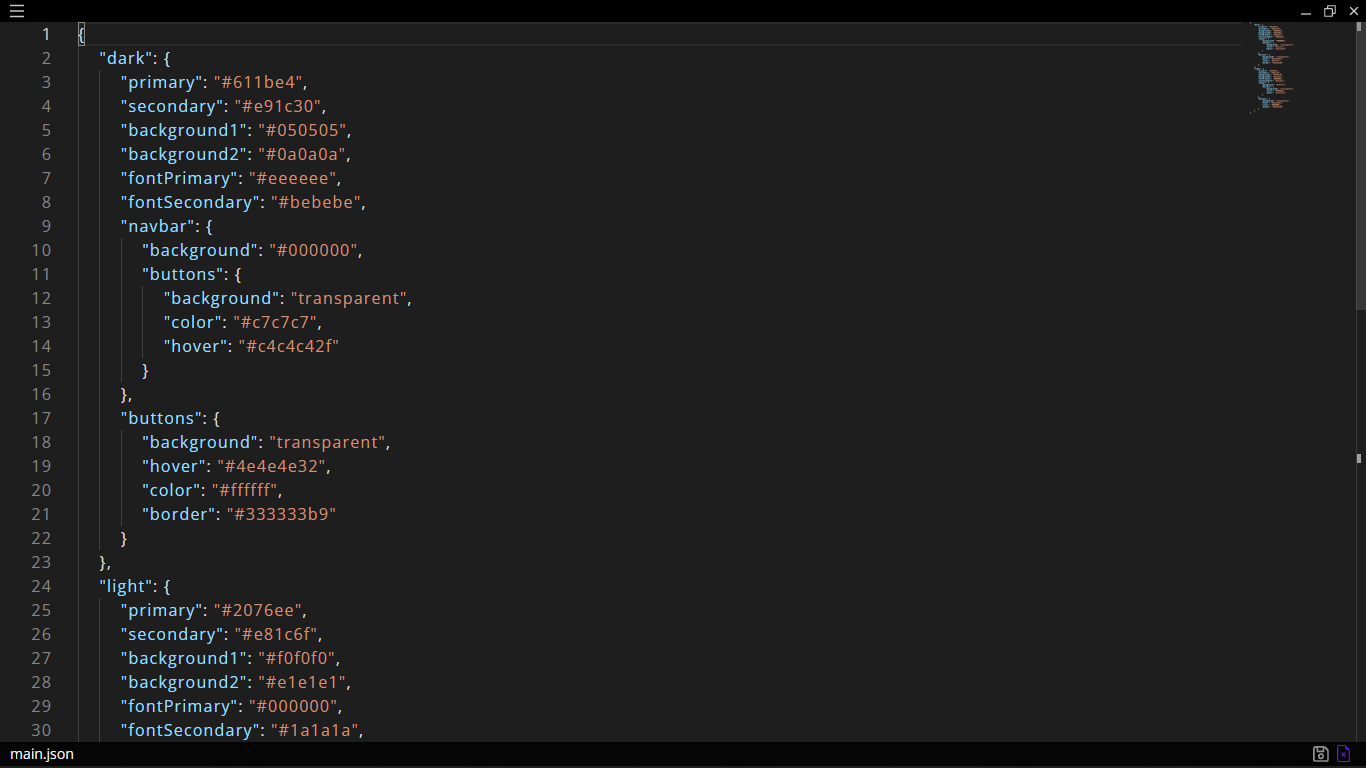 1 {
2 "dark": {
3 "primary": "#611be4",
4 "secondary": "#e91c30",
5 "background1": "#050505",
6 "background2": "#0a0a0a",
7 "fontPrimary": "#eeeeee",
8 "fontSecondary": "#bebebe",
9 "navbar": {
10 "background": "#000000",
11 "buttons": {
12 "background": "transparent",
13 "color": "#c7c7c7",
14 "hover": "#c4c4c42f"
15 }
16 },
17 "buttons": {
18 "background": "transparent",
19 "hover": "#4e4e4e32",
20 "color": "#ffffff",
21 "border": "#333333b9"
22 }
23 },
24 "light": {
25 "primary": "#2076ee",
26 "secondary": "#e81c6f",
27 "background1": "#f0f0f0",
28 "background2": "#e1e1e1",
29 "fontPrimary": "#000000",
30 "fontSecondary": "#1a1a1a",
main.json